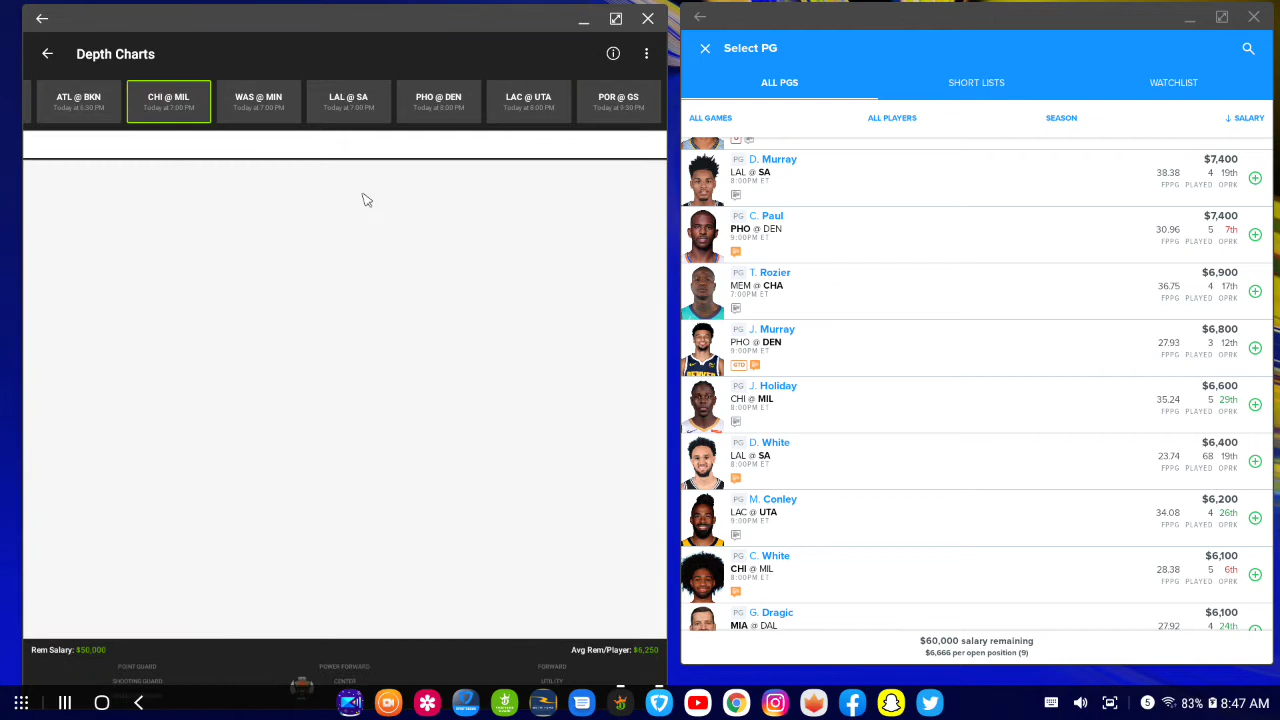 Depth Charts
ATL @ BKN
Today at 6:30 PM
CHI @ MIL
Today at 7:00 PM
WAS @ MIN
Today at 7:00 PM
LAL @ SA
Today at 7:00 PM
PHO @ DEN
Today at 8:00 PM
LAC @ UTA
Today at 8:00 PM
POR @ GS
Today at 9:30 PM
Rem Salary: $50,000
Avg Rem/Player: $6,250
POINT GUARD
POWER FORWARD
FORWARD
SHOOTING GUARD
CENTER
UTILITY
Select PG
ALL PGS
SHORT LISTS
WATCHLIST
ALL GAMES
ALL PLAYERS
SEASON
↓ SALARY
PG D. Murray $7,400
LAL @ SA 4 19th
8:00PM ET FPPG PLAYED OPRK
PG C. Paul $7,400
PHO @ DEN 5 7th
9:00PM ET FPPG PLAYED OPRK
PG T. Rozier $6,900
MEM @ CHA 4 17th
7:00PM ET FPPG PLAYED OPRK
PG J. Murray $6,800
PHO @ DEN 27.93 3 12th
9:00PM ET FPPG PLAYED OPRK
GTD
PG J. Holiday $6,600
CHI @ MIL 35.24 5 29th
8:00PM ET FPPG PLAYED OPRK
PG D. White $6,400
LAL @ SA 23.74 68 19th
8:00PM ET FPPG PLAYED OPRK
PG M. Conley $6,200
LAC @ UTA 34.08 4 26th
9:00PM ET FPPG PLAYED OPRK
PG C. White $6,100
CHI @ MIL 28.38 5 6th
8:00PM ET FPPG PLAYED OPRK
PG G. Dragic $6,100
MIA @ DAL 4 24th
$60,000 salary remaining
$6,666 per open position (9)
5 8:47 AM